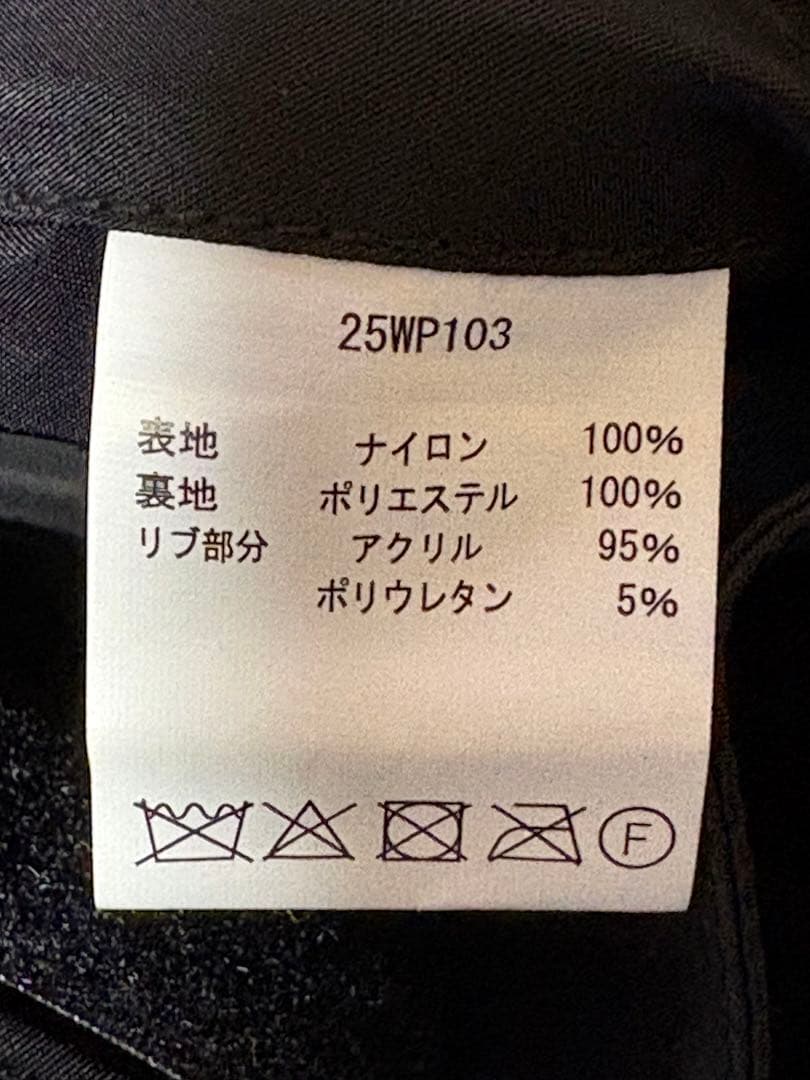 25WP103
表地 ナイロン 100%
裏地 ポリエステル 100%
リブ部分 アクリル 95%
ポリウレタン 5%
F